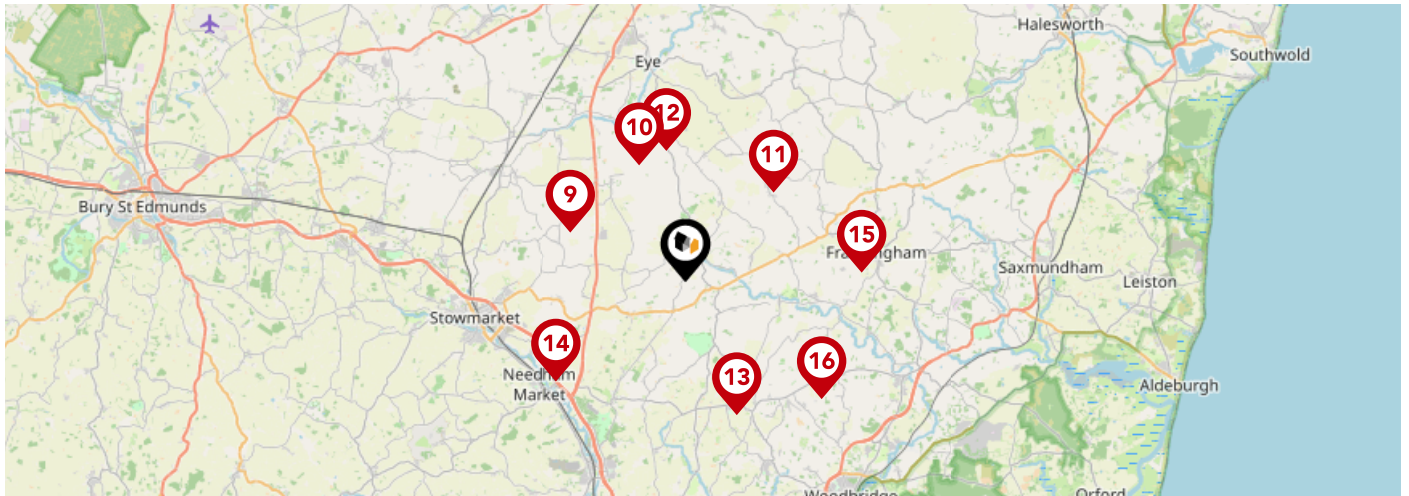 Halesworth
Southwold
Eye
12
10
11
9
Bury St Edmunds
15
Saxmundham
Leiston
Stowmarket
14
16
13
Needham
Market
Aldeburgh
Woodbridge
Orford